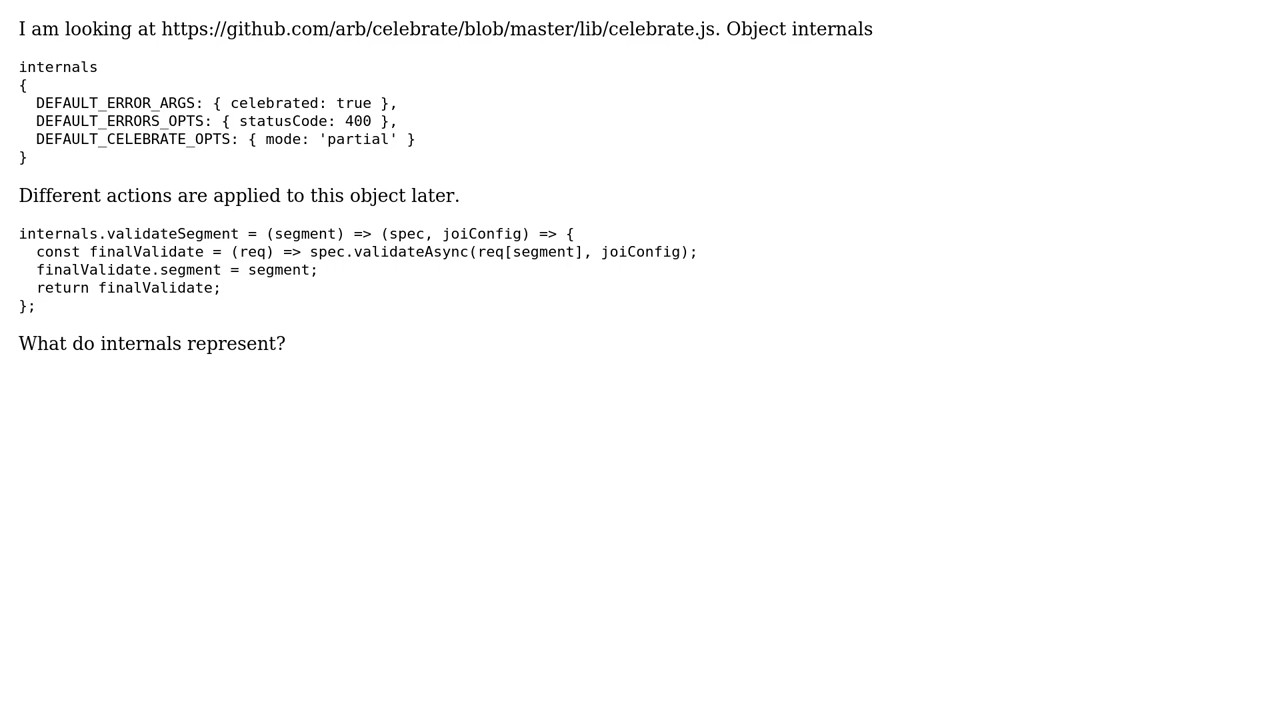 I am looking at https://github.com/arb/celebrate/blob/master/lib/celebrate.js. Object internals
internals
{
  DEFAULT_ERROR_ARGS: { celebrated: true },
  DEFAULT_ERRORS_OPTS: { statusCode: 400 },
  DEFAULT_CELEBRATE_OPTS: { mode: 'partial' }
}
Different actions are applied to this object later.
internals.validateSegment = (segment) => (spec, joiConfig) => {
  const finalValidate = (req) => spec.validateAsync(req[segment], joiConfig);
  finalValidate.segment = segment;
  return finalValidate;
};
What do internals represent?